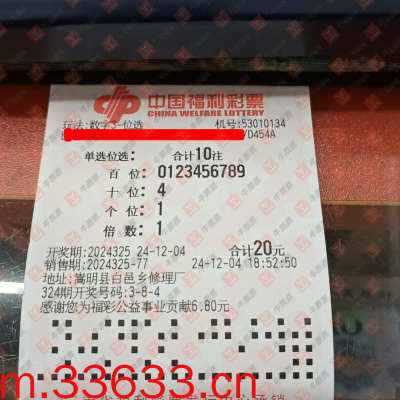 中国福利彩票
CHINA WELFARE LOTTERY
玩法:数字3-位选 机号:53010134
/D454A
单选位选: 合计10注
百 位: 0123456789
十 位: 4
个 位: 1
倍 数: 1
开奖期:2024325 24-12-04 合计20元
销售期:2024325-77 24-12-04 18:52:50
地址:嵩明县白邑乡修理厂
324期开奖号码:3-8-4
感谢您为福彩公益事业贡献6.80元
m.33633.cn